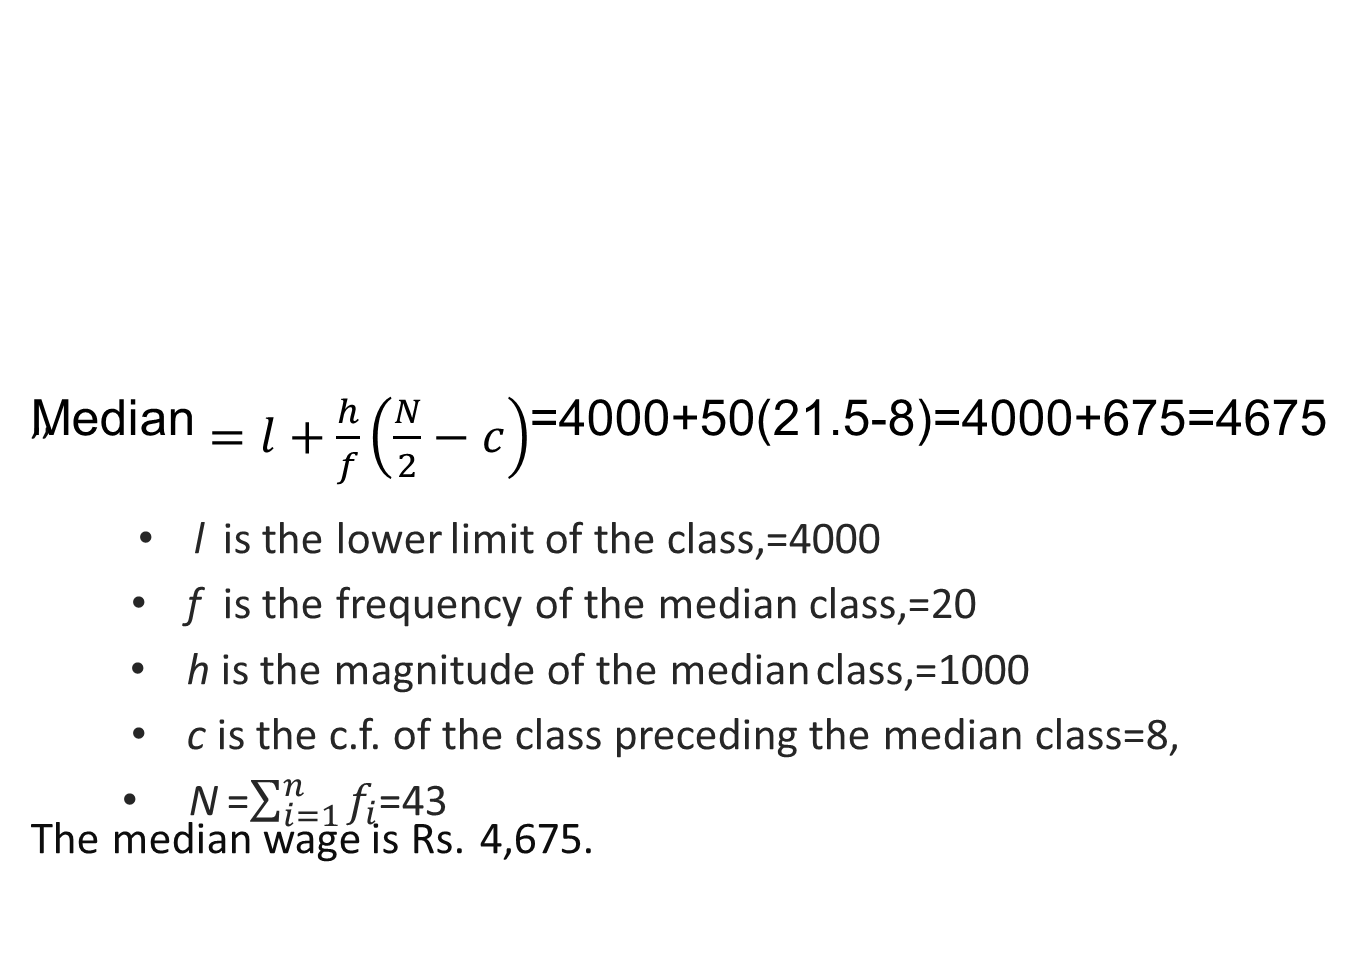 Median = l + h/f (N/2 − c)=4000+50(21.5-8)=4000+675=4675
• l is the lower limit of the class,=4000
• f is the frequency of the median class,=20
• h is the magnitude of the median class,=1000
• c is the c.f. of the class preceding the median class=8,
• N =∑ⁿᵢ₌₁ fᵢ=43
The median wage is Rs. 4,675.